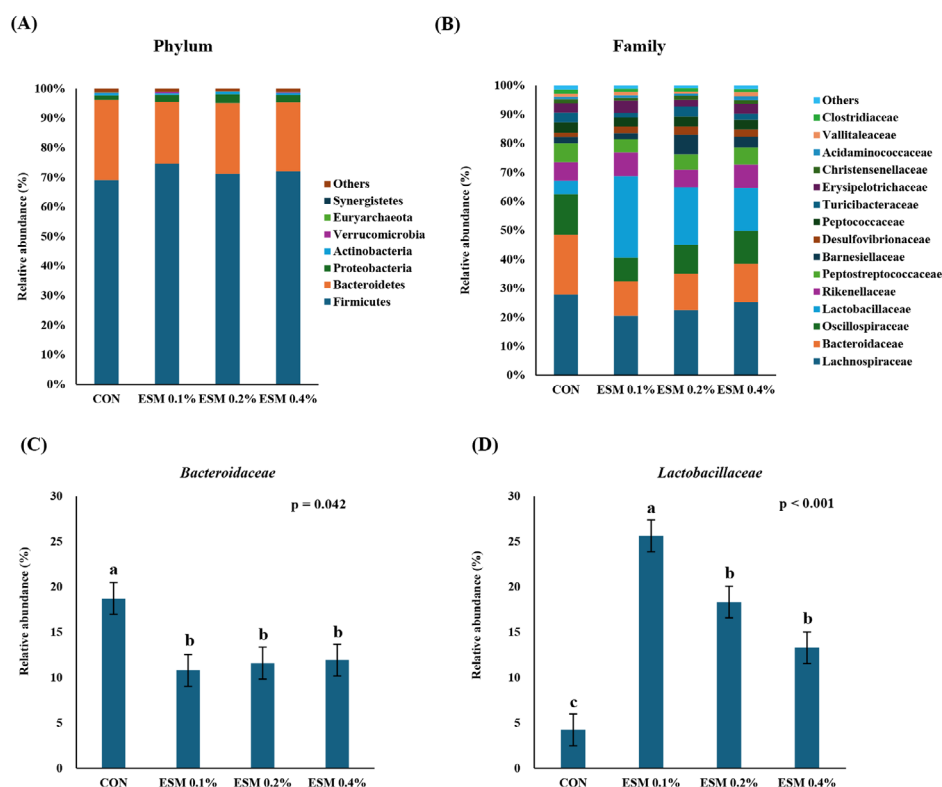 (A)
Phylum
Relative abundance (%)
100%
90%
80%
70%
60%
50%
40%
30%
20%
10%
0%
CON ESM 0.1% ESM 0.2% ESM 0.4%
Others
Synergistetes
Euryarchaeota
Verrucomicrobia
Actinobacteria
Proteobacteria
Bacteroidetes
Firmicutes
(B)
Family
Relative abundance (%)
100%
90%
80%
70%
60%
50%
40%
30%
20%
10%
0%
CON ESM 0.1% ESM 0.2% ESM 0.4%
Others
Clostridiaceae
Vallitaleaceae
Acidaminococcaceae
Christensenellaceae
Erysipelotrichaceae
Turicibacteraceae
Peptococcaceae
Desulfovibrionaceae
Barnesiellaceae
Peptostreptococcaceae
Rikenellaceae
Lactobacillaceae
Oscillospiraceae
Bacteroidaceae
Lachnospiraceae
(C)
Bacteroidaceae
p = 0.042
Relative abundance (%)
30
25
20
15
10
5
0
a
b
b
b
CON ESM 0.1% ESM 0.2% ESM 0.4%
(D)
Lactobacillaceae
p < 0.001
Relative abundance (%)
30
25
20
15
10
5
0
c
a
b
b
CON ESM 0.1% ESM 0.2% ESM 0.4%